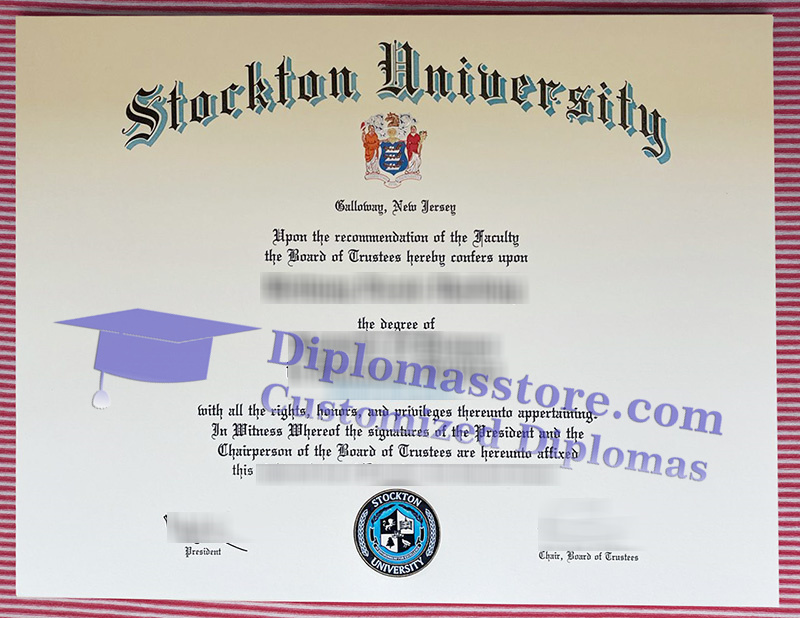 Stockton University
Galloway, New Jersey
Upon the recommendation of the Faculty
the Board of Trustees hereby confers upon
the degree of
Diplomasstore.com
Customized Diplomas
with all the rights, honors, and privileges thereunto appertaining.
In Witness Whereof the signatures of the President and the
Chairperson of the Board of Trustees are hereunto affixed
this
STOCKTON
UNIVERSITY
President
Chair, Board of Trustees